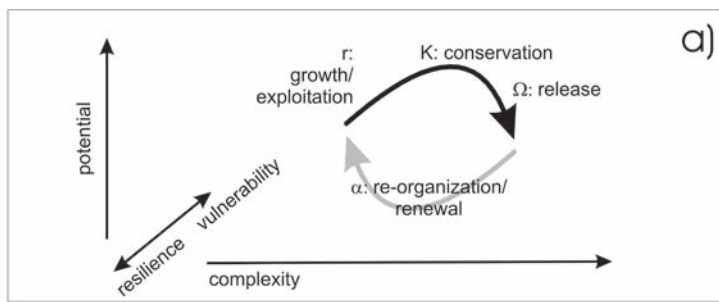 a)
r:
growth/
exploitation
K: conservation
Ω: release
α: re-organization/
renewal
potential
resilience
vulnerability
complexity